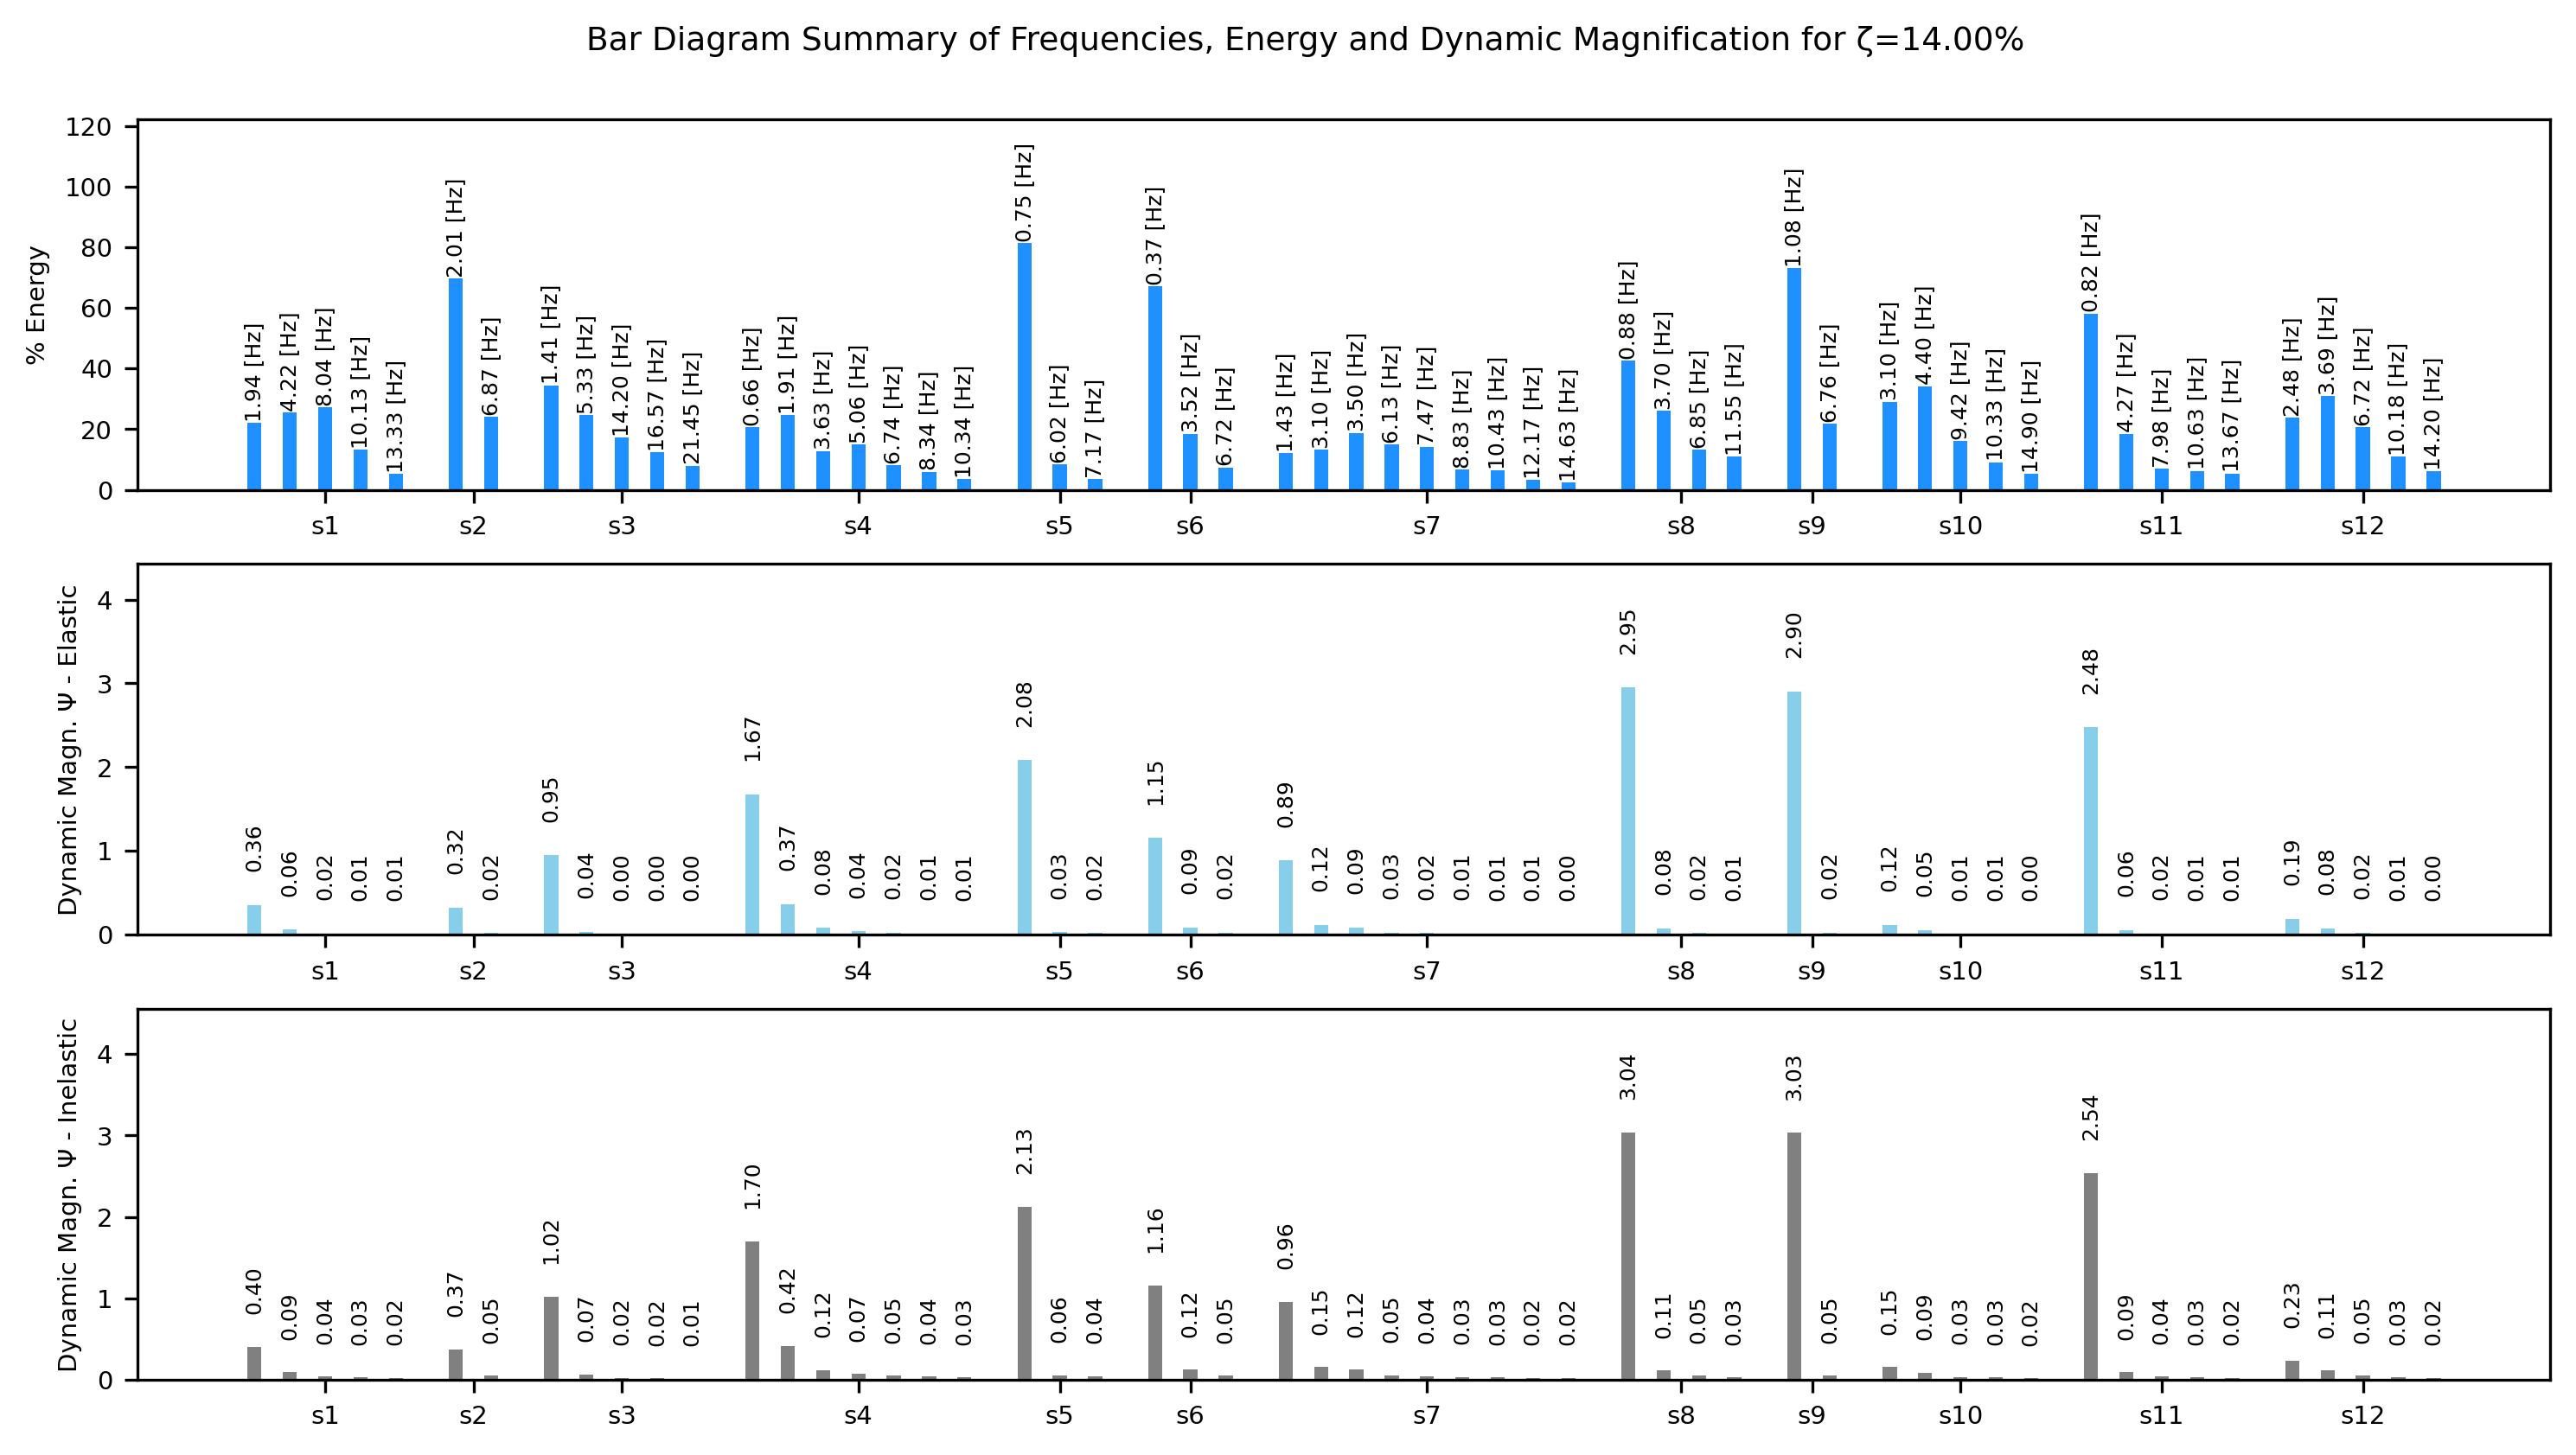 Bar Diagram Summary of Frequencies, Energy and Dynamic Magnification for ζ=14.00%
% Energy
120
100
80
60
40
20
0
1.94 [Hz]
4.22 [Hz]
8.04 [Hz]
10.13 [Hz]
13.33 [Hz]
2.01 [Hz]
6.87 [Hz]
1.41 [Hz]
5.33 [Hz]
14.20 [Hz]
16.57 [Hz]
21.45 [Hz]
0.66 [Hz]
1.91 [Hz]
3.63 [Hz]
5.06 [Hz]
6.74 [Hz]
8.34 [Hz]
10.34 [Hz]
0.75 [Hz]
6.02 [Hz]
7.17 [Hz]
0.37 [Hz]
3.52 [Hz]
6.72 [Hz]
1.43 [Hz]
3.10 [Hz]
3.50 [Hz]
6.13 [Hz]
7.47 [Hz]
8.83 [Hz]
10.43 [Hz]
12.17 [Hz]
14.63 [Hz]
0.88 [Hz]
3.70 [Hz]
6.85 [Hz]
11.55 [Hz]
1.08 [Hz]
6.76 [Hz]
3.10 [Hz]
4.40 [Hz]
9.42 [Hz]
10.33 [Hz]
14.90 [Hz]
0.82 [Hz]
4.27 [Hz]
7.98 [Hz]
10.63 [Hz]
13.67 [Hz]
2.48 [Hz]
3.69 [Hz]
6.72 [Hz]
10.18 [Hz]
14.20 [Hz]
s1 s2 s3 s4 s5 s6 s7 s8 s9 s10 s11 s12
Dynamic Magn. Ψ - Elastic
4
3
2
1
0
0.36
0.06
0.02
0.01
0.01
0.32
0.02
0.95
0.04
0.00
0.00
0.00
1.67
0.37
0.08
0.04
0.02
0.01
0.01
2.08
0.03
0.02
1.15
0.09
0.02
0.89
0.12
0.09
0.03
0.02
0.01
0.01
0.01
0.00
2.95
0.08
0.02
0.01
2.90
0.02
0.12
0.05
0.01
0.01
0.00
2.48
0.06
0.02
0.01
0.01
0.19
0.08
0.02
0.01
0.00
s1 s2 s3 s4 s5 s6 s7 s8 s9 s10 s11 s12
Dynamic Magn. Ψ - Inelastic
4
3
2
1
0
0.40
0.09
0.04
0.03
0.02
0.37
0.05
1.02
0.07
0.02
0.02
0.01
1.70
0.42
0.12
0.07
0.05
0.04
0.03
2.13
0.06
0.04
1.16
0.12
0.05
0.96
0.15
0.12
0.05
0.04
0.03
0.03
0.02
0.02
3.04
0.11
0.05
0.03
3.03
0.05
0.15
0.09
0.03
0.03
0.02
2.54
0.09
0.04
0.03
0.02
0.23
0.11
0.05
0.03
0.02
s1 s2 s3 s4 s5 s6 s7 s8 s9 s10 s11 s12